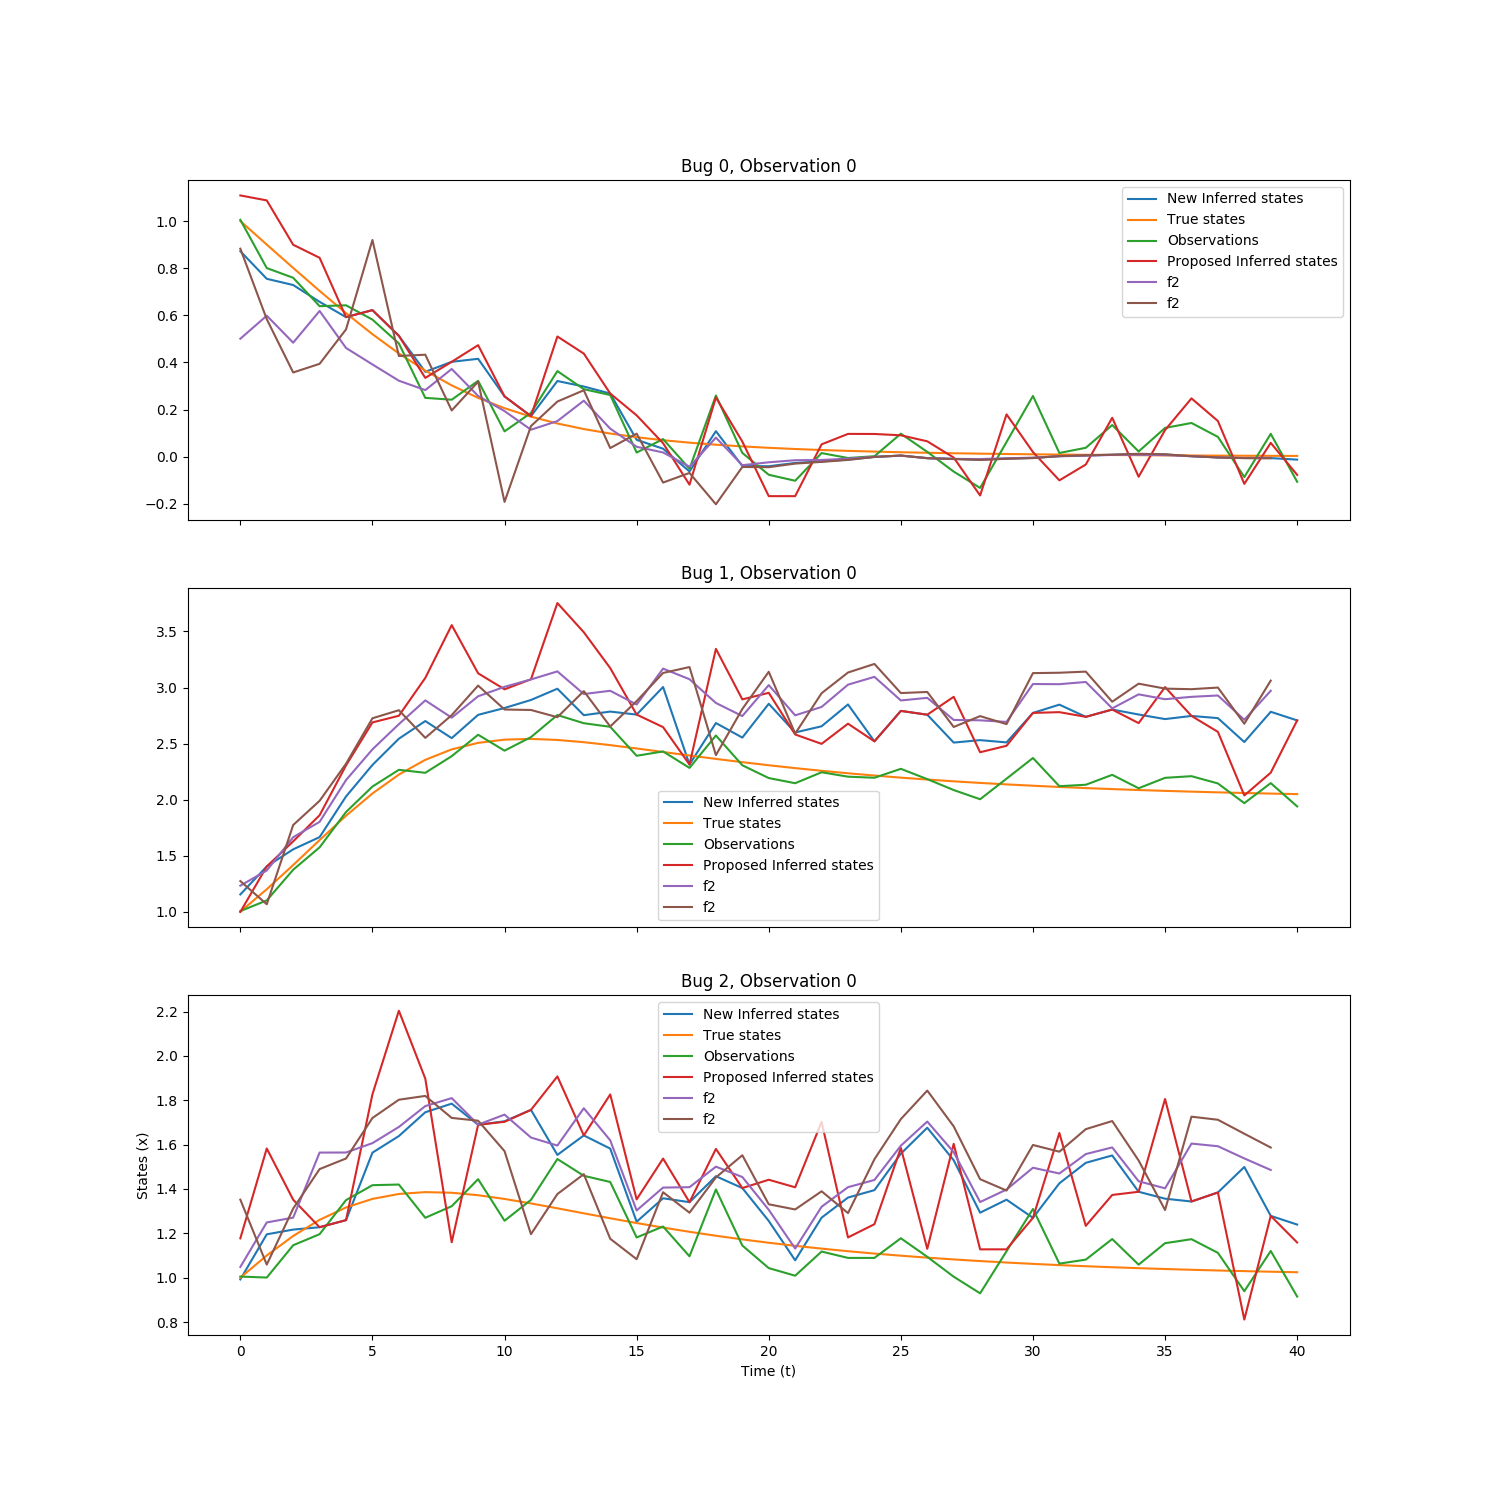 Bug 0, Observation 0
1.0
0.8
0.6
0.4
0.2
0.0
−0.2
New Inferred states
True states
Observations
Proposed Inferred states
f2
f2
Bug 1, Observation 0
3.5
3.0
2.5
2.0
1.5
1.0
New Inferred states
True states
Observations
Proposed Inferred states
f2
f2
Bug 2, Observation 0
States (x)
2.2
2.0
1.8
1.6
1.4
1.2
1.0
0.8
New Inferred states
True states
Observations
Proposed Inferred states
f2
f2
0 5 10 15 20 25 30 35 40
Time (t)